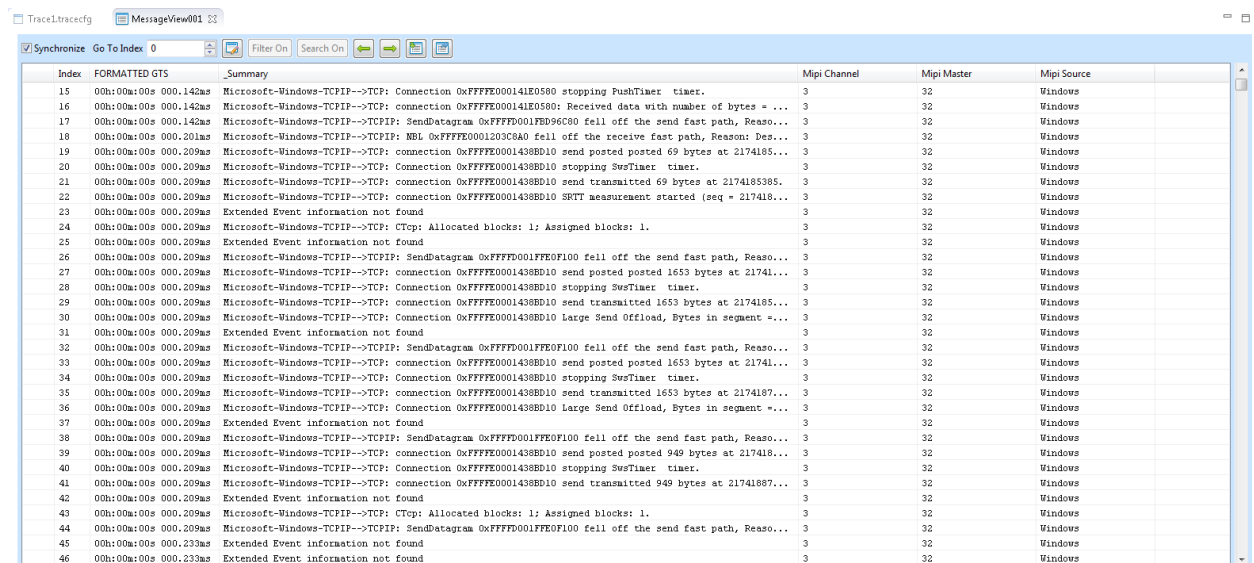 Trace1.tracecfg MessageView001
Synchronize Go To Index 0 Filter On Search On
Index FORMATTED GTS _Summary Mipi Channel Mipi Master Mipi Source
15 00h:00m:00s 000.142ms Microsoft-Windows-TCPIP-->TCP: Connection 0xFFFFE000141E0580 stopping PushTimer timer. 3 32 Windows
16 00h:00m:00s 000.142ms Microsoft-Windows-TCPIP-->TCP: connection 0xFFFFE000141E0580: Received data with number of bytes = ... 3 32 Windows
17 00h:00m:00s 000.142ms Microsoft-Windows-TCPIP-->TCPIP: SendDatagram 0xFFFFD001FBD96C80 fell off the send fast path, Reaso... 3 32 Windows
18 00h:00m:00s 000.201ms Microsoft-Windows-TCPIP-->TCPIP: NBL 0xFFFFE0001203C8A0 fell off the receive fast path, Reason: Des... 3 32 Windows
19 00h:00m:00s 000.209ms Microsoft-Windows-TCPIP-->TCP: connection 0xFFFFE0001438BD10 send posted posted 69 bytes at 2174185... 3 32 Windows
20 00h:00m:00s 000.209ms Microsoft-Windows-TCPIP-->TCP: Connection 0xFFFFE0001438BD10 stopping SwsTimer timer. 3 32 Windows
21 00h:00m:00s 000.209ms Microsoft-Windows-TCPIP-->TCP: connection 0xFFFFE0001438BD10 send transmitted 69 bytes at 2174185385. 3 32 Windows
22 00h:00m:00s 000.209ms Microsoft-Windows-TCPIP-->TCP: connection 0xFFFFE0001438BD10 SRTT measurement started (seq = 217418... 3 32 Windows
23 00h:00m:00s 000.209ms Extended Event information not found 3 32 Windows
24 00h:00m:00s 000.209ms Microsoft-Windows-TCPIP-->TCP: CTcp: Allocated blocks: 1; Assigned blocks: 1. 3 32 Windows
25 00h:00m:00s 000.209ms Extended Event information not found 3 32 Windows
26 00h:00m:00s 000.209ms Microsoft-Windows-TCPIP-->TCPIP: SendDatagram 0xFFFFD001FFE0F100 fell off the send fast path, Reaso... 3 32 Windows
27 00h:00m:00s 000.209ms Microsoft-Windows-TCPIP-->TCP: connection 0xFFFFE0001438BD10 send posted posted 1653 bytes at 21741... 3 32 Windows
28 00h:00m:00s 000.209ms Microsoft-Windows-TCPIP-->TCP: Connection 0xFFFFE0001438BD10 stopping SwsTimer timer. 3 32 Windows
29 00h:00m:00s 000.209ms Microsoft-Windows-TCPIP-->TCP: connection 0xFFFFE0001438BD10 send transmitted 1653 bytes at 2174185... 3 32 Windows
30 00h:00m:00s 000.209ms Microsoft-Windows-TCPIP-->TCP: Connection 0xFFFFE0001438BD10 Large Send Offload, Bytes in segment =... 3 32 Windows
31 00h:00m:00s 000.209ms Extended Event information not found 3 32 Windows
32 00h:00m:00s 000.209ms Microsoft-Windows-TCPIP-->TCPIP: SendDatagram 0xFFFFD001FFE0F100 fell off the send fast path, Reaso... 3 32 Windows
33 00h:00m:00s 000.209ms Microsoft-Windows-TCPIP-->TCP: connection 0xFFFFE0001438BD10 send posted posted 1653 bytes at 21741... 3 32 Windows
34 00h:00m:00s 000.209ms Microsoft-Windows-TCPIP-->TCP: Connection 0xFFFFE0001438BD10 stopping SwsTimer timer. 3 32 Windows
35 00h:00m:00s 000.209ms Microsoft-Windows-TCPIP-->TCP: connection 0xFFFFE0001438BD10 send transmitted 1653 bytes at 2174187... 3 32 Windows
36 00h:00m:00s 000.209ms Microsoft-Windows-TCPIP-->TCP: Connection 0xFFFFE0001438BD10 Large Send Offload, Bytes in segment =... 3 32 Windows
37 00h:00m:00s 000.209ms Extended Event information not found 3 32 Windows
38 00h:00m:00s 000.209ms Microsoft-Windows-TCPIP-->TCPIP: SendDatagram 0xFFFFD001FFE0F100 fell off the send fast path, Reaso... 3 32 Windows
39 00h:00m:00s 000.209ms Microsoft-Windows-TCPIP-->TCP: connection 0xFFFFE0001438BD10 send posted posted 949 bytes at 217418... 3 32 Windows
40 00h:00m:00s 000.209ms Microsoft-Windows-TCPIP-->TCP: Connection 0xFFFFE0001438BD10 stopping SwsTimer timer. 3 32 Windows
41 00h:00m:00s 000.209ms Microsoft-Windows-TCPIP-->TCP: connection 0xFFFFE0001438BD10 send transmitted 949 bytes at 21741887... 3 32 Windows
42 00h:00m:00s 000.209ms Extended Event information not found 3 32 Windows
43 00h:00m:00s 000.209ms Microsoft-Windows-TCPIP-->TCP: CTcp: Allocated blocks: 1; Assigned blocks: 1. 3 32 Windows
44 00h:00m:00s 000.209ms Microsoft-Windows-TCPIP-->TCPIP: SendDatagram 0xFFFFD001FFE0F100 fell off the send fast path, Reaso... 3 32 Windows
45 00h:00m:00s 000.233ms Extended Event information not found 3 32 Windows
46 00h:00m:00s 000.233ms Extended Event information not found 3 32 Windows